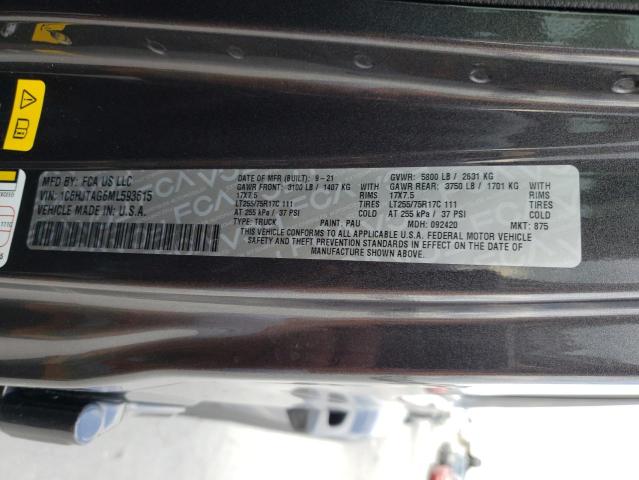 MFD BY: FCA US LLC
VIN: 1C6HJTAG6ML593615
VEHICLE MADE IN U.S.A.
DATE OF MFR (BUILT): 9-21
GVWR: 5800 LB / 2631 KG
GAWR FRONT: 3100 LB / 1407 KG
GAWR REAR: 3750 LB / 1701 KG
17X7.5 RIMS
17X7.5 RIMS
LT255/75R17C 111 TIRES
LT255/75R17C 111 TIRES
AT 255 kPa / 37 PSI COLD
AT 255 kPa / 37 PSI COLD
TYPE: TRUCK PAINT: PAU MDH: 092420 MKT: 875
THIS VEHICLE CONFORMS TO ALL APPLICABLE U.S.A. FEDERAL MOTOR VEHICLE
SAFETY STANDARDS AND THEFT PREVENTION STANDARDS IN EFFECT ON THE DATE OF
MANUFACTURE SHOWN ABOVE.